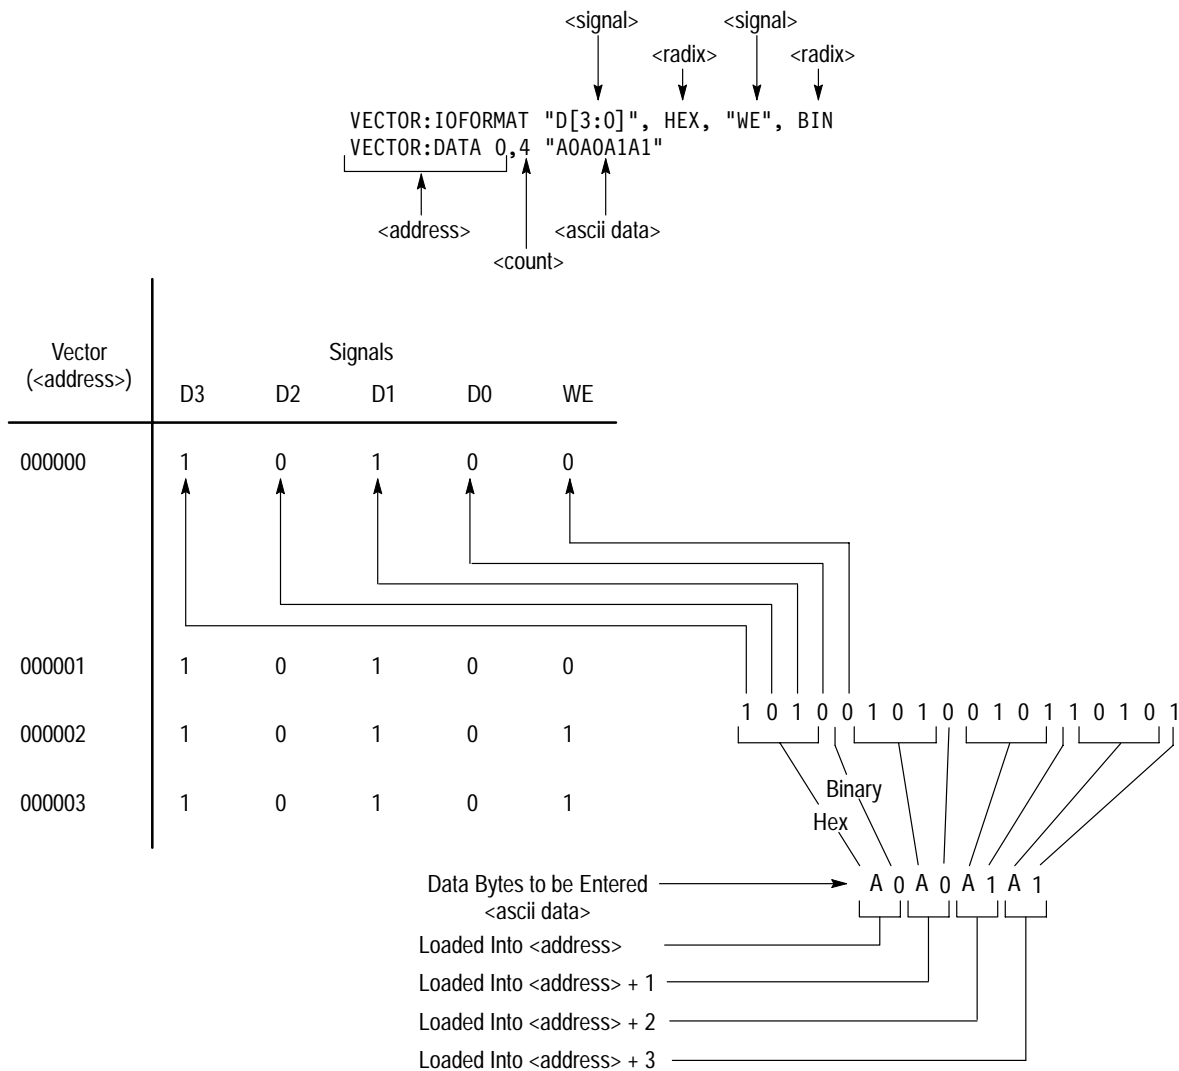 <signal> <signal>
<radix> <radix>
VECTOR:IOFORMAT "D[3:0]", HEX, "WE", BIN
VECTOR:DATA 0,4 "A0A0A1A1"
<address> <ascii data>
<count>
Vector Signals
(<address>)
D3 D2 D1 D0 WE
000000 1 0 1 0 0
000001 1 0 1 0 0
1 0 1 0 0 1 0 1 0 0 1 0 1 1 0 1 0 1
000002 1 0 1 0 1
Binary
000003 1 0 1 0 1
Hex
Data Bytes to be Entered A 0 A 0 A 1 A 1
<ascii data>
Loaded Into <address>
Loaded Into <address> + 1
Loaded Into <address> + 2
Loaded Into <address> + 3